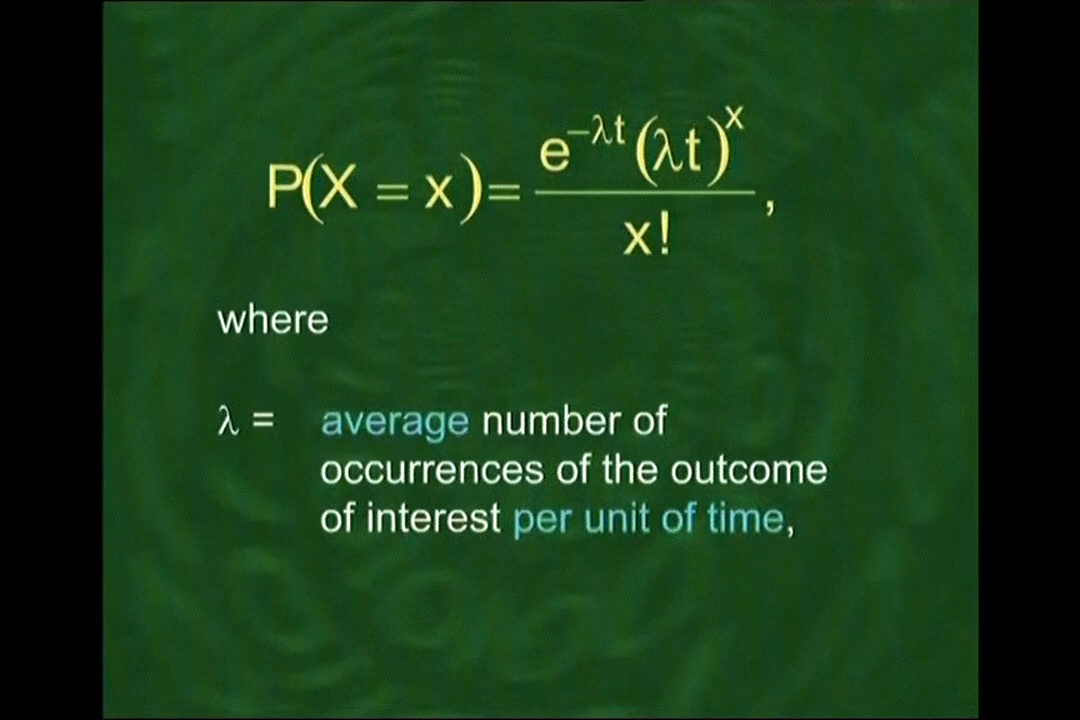 P(X = x) = e^{-λt}(λt)^x / x! ,
where
λ = average number of
occurrences of the outcome
of interest per unit of time,